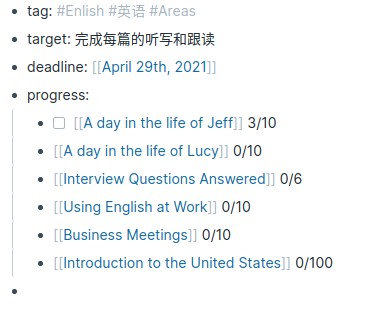 tag: #Enlish #英语 #Areas
target: 完成每篇的听写和跟读
deadline: [[April 29th, 2021]]
progress:
[[A day in the life of Jeff]] 3/10
[[A day in the life of Lucy]] 0/10
[[Interview Questions Answered]] 0/6
[[Using English at Work]] 0/10
[[Business Meetings]] 0/10
[[Introduction to the United States]] 0/100